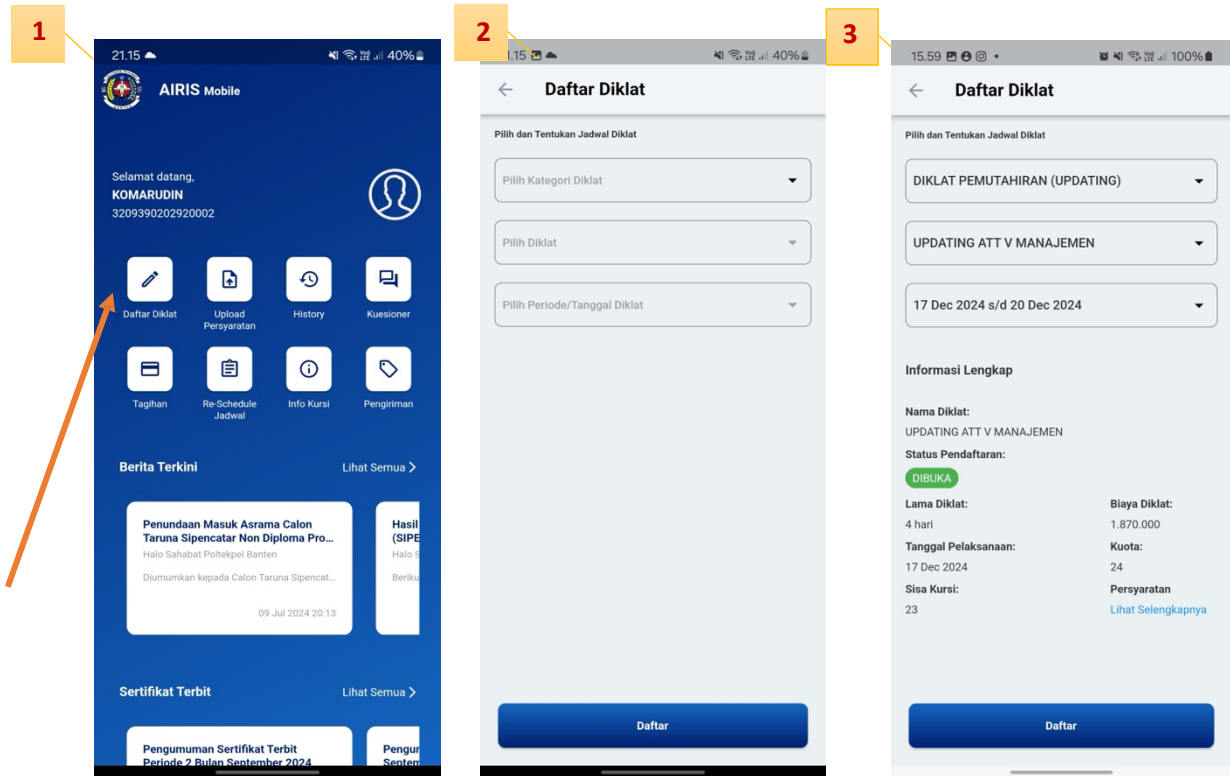 1
21.15
40%
AIRIS Mobile
Selamat datang,
KOMARUDIN
3209390202920002
Daftar Diklat
Upload
Persyaratan
History
Kuesioner
Tagihan
Re-Schedule
Jadwal
Info Kursi
Pengiriman
Berita Terkini
Lihat Semua
Penundaan Masuk Asrama Calon
Taruna Sipencatar Non Diploma Pro...
Halo Sahabat Poltekpel Banten
Diumumkan kepada Calon Taruna Sipencat...
09 Jul 2024 20:13
Hasil
(SIPE
Halo S
Beriku
Sertifikat Terbit
Lihat Semua
Pengumuman Sertifikat Terbit
Periode 2 Bulan September 2024
Pengur
Septem
2
1.15
40%
Daftar Diklat
Pilih dan Tentukan Jadwal Diklat
Pilih Kategori Diklat
Pilih Diklat
Pilih Periode/Tanggal Diklat
Daftar
3
15.59
100%
Daftar Diklat
Pilih dan Tentukan Jadwal Diklat
DIKLAT PEMUTAHIRAN (UPDATING)
UPDATING ATT V MANAJEMEN
17 Dec 2024 s/d 20 Dec 2024
Informasi Lengkap
Nama Diklat:
UPDATING ATT V MANAJEMEN
Status Pendaftaran:
DIBUKA
Lama Diklat:
4 hari
Biaya Diklat:
1.870.000
Tanggal Pelaksanaan:
17 Dec 2024
Kuota:
24
Sisa Kursi:
23
Persyaratan
Lihat Selengkapnya
Daftar